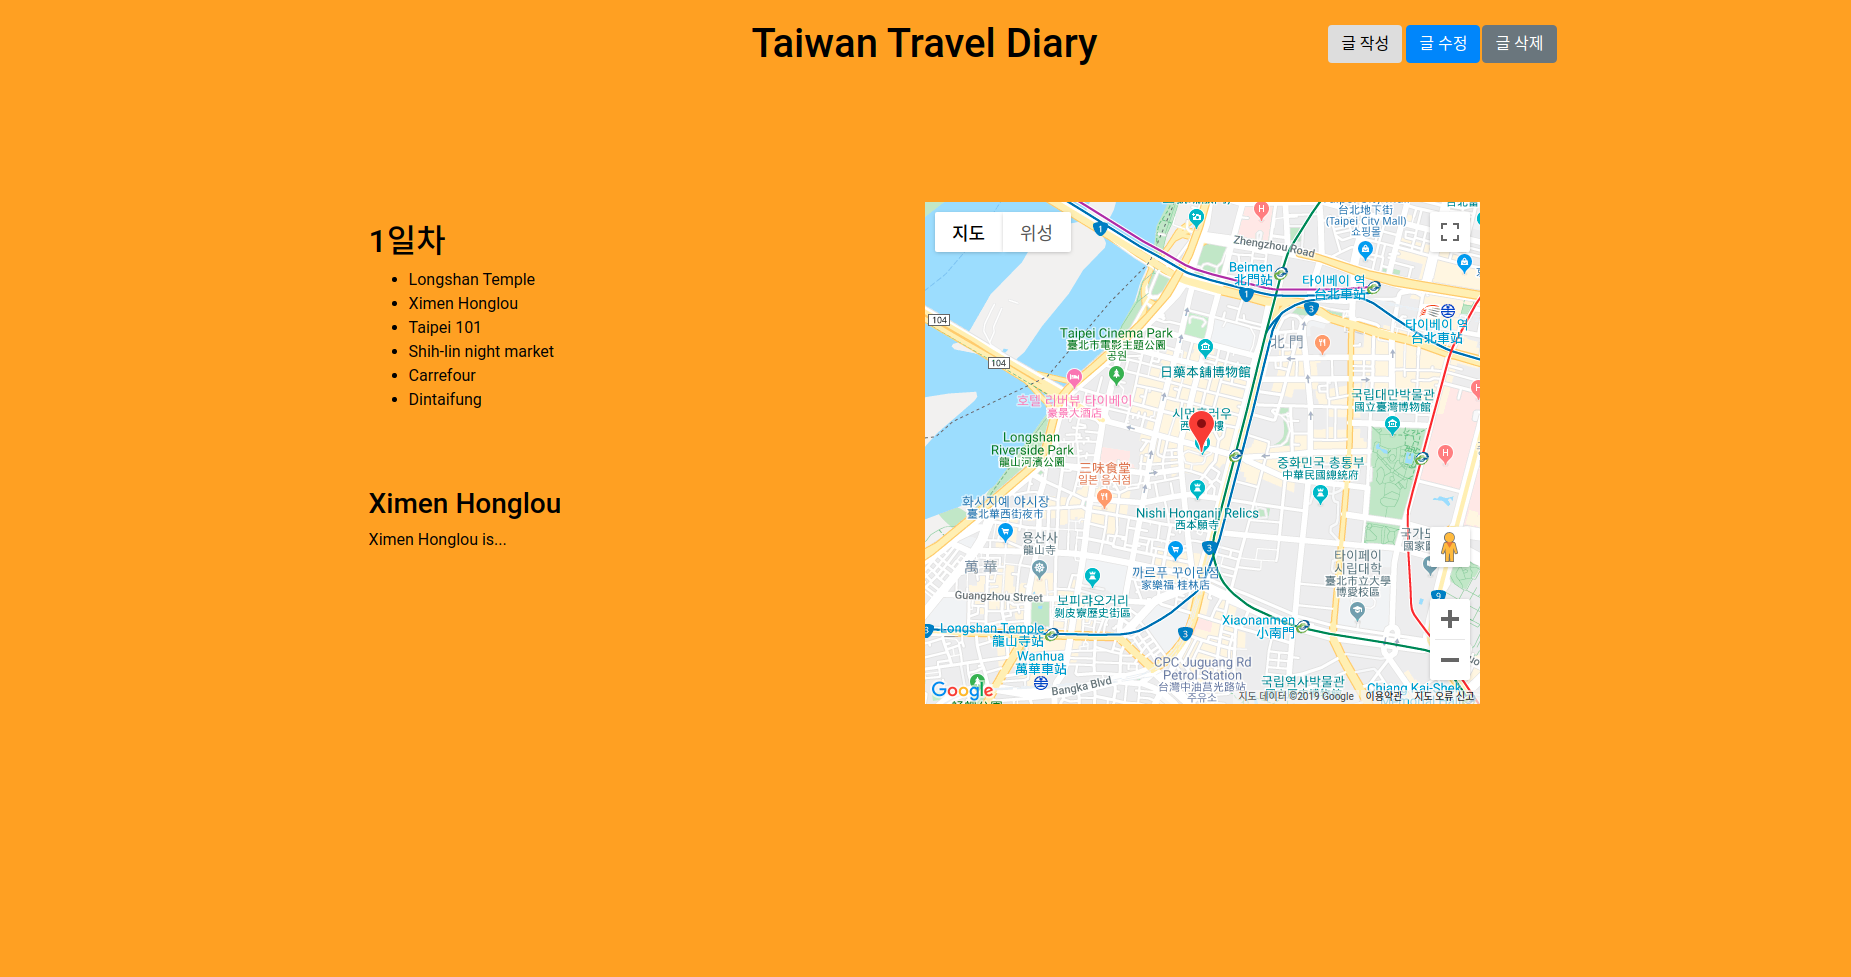 Taiwan Travel Diary
글 작성
글 수정
글 삭제
1일차
Longshan Temple
Ximen Honglou
Taipei 101
Shih-lin night market
Carrefour
Dintaifung
Ximen Honglou
Ximen Honglou is...
지도
위성
1
Zhengzhou Road
台北地下街
(Taipei City Mall)
쇼핑몰
Beimen
北門站
타이베이 역
台北車站
1
3
104
타이베이 역
台北車站
Taipei Cinema Park
臺北市電影主題公園
공원
北門
104
日藥本舖博物館
호텔 리버뷰 타이베이
豪景大酒店
국립대만박물관
國立臺灣博物館
Longshan
Riverside Park
龍山河濱公園
三味食堂
일본 음식점
중화민국 총통부
中華民國總統府
화시지예 야시장
臺北華西街夜市
Nishi Honganji Relics
西本願寺
용산사
龍山寺
3
萬華
까르푸 꾸이린점
家樂福 桂林店
타이페이
시립대학
臺北市立大學
博愛校區
Guangzhou Street
보피랴오거리
剝皮寮歷史街區
9
Longshan Temple
龍山寺站
3
Xiaonanmen
小南門
Wanhua
萬華車站
CPC Juguang Rd
Petrol Station
台灣中油莒光路站
주유소
Bangka Blvd
국립역사박물관
Chiang Kai-Shek
Google
지도 데이터 ©2019 Google
이용약관
지도 오류 신고